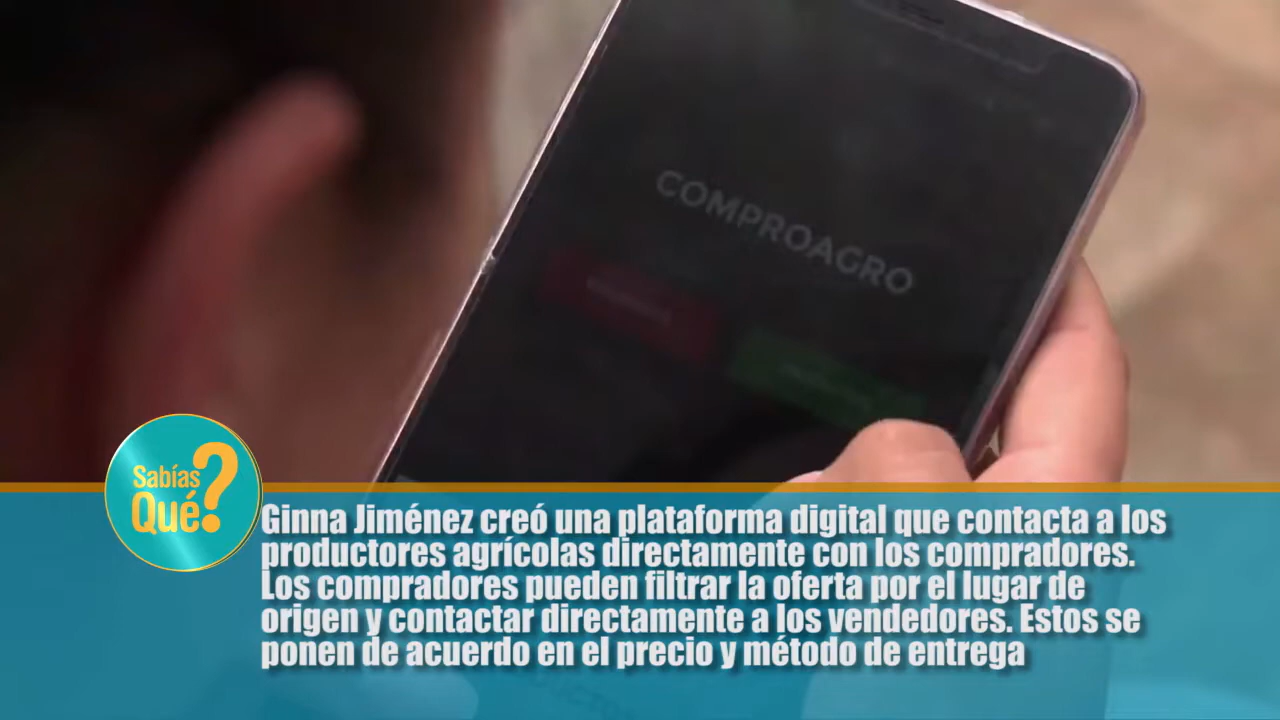 COMPROAGRO
Sabías
Qué?
Ginna Jiménez creó una plataforma digital que contacta a los
productores agrícolas directamente con los compradores.
Los compradores pueden filtrar la oferta por el lugar de
origen y contactar directamente a los vendedores. Estos se
ponen de acuerdo en el precio y método de entrega